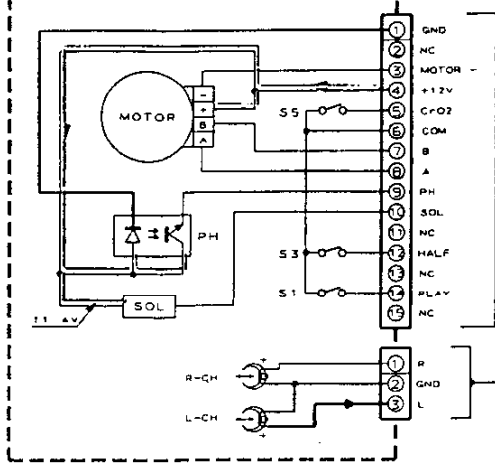 1 GND
2 NC
3 MOTOR -
4 +12V
S5 5 CrO2
6 COM
7 B
8 A
9 PH
10 SOL
11 NC
S3 12 HALF
13 NC
S1 14 PLAY
15 NC
MOTOR
-
+
B
A
PH
SOL
R-CH
L-CH
+
+
1 R
2 GND
3 L